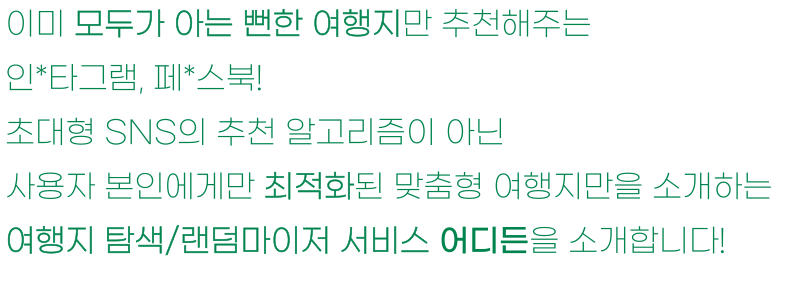 이미 모두가 아는 뻔한 여행지만 추천해주는
인*타그램, 페*스북!
초대형 SNS의 추천 알고리즘이 아닌
사용자 본인에게만 최적화된 맞춤형 여행지만을 소개하는
여행지 탐색/랜덤마이저 서비스 어디든을 소개합니다!